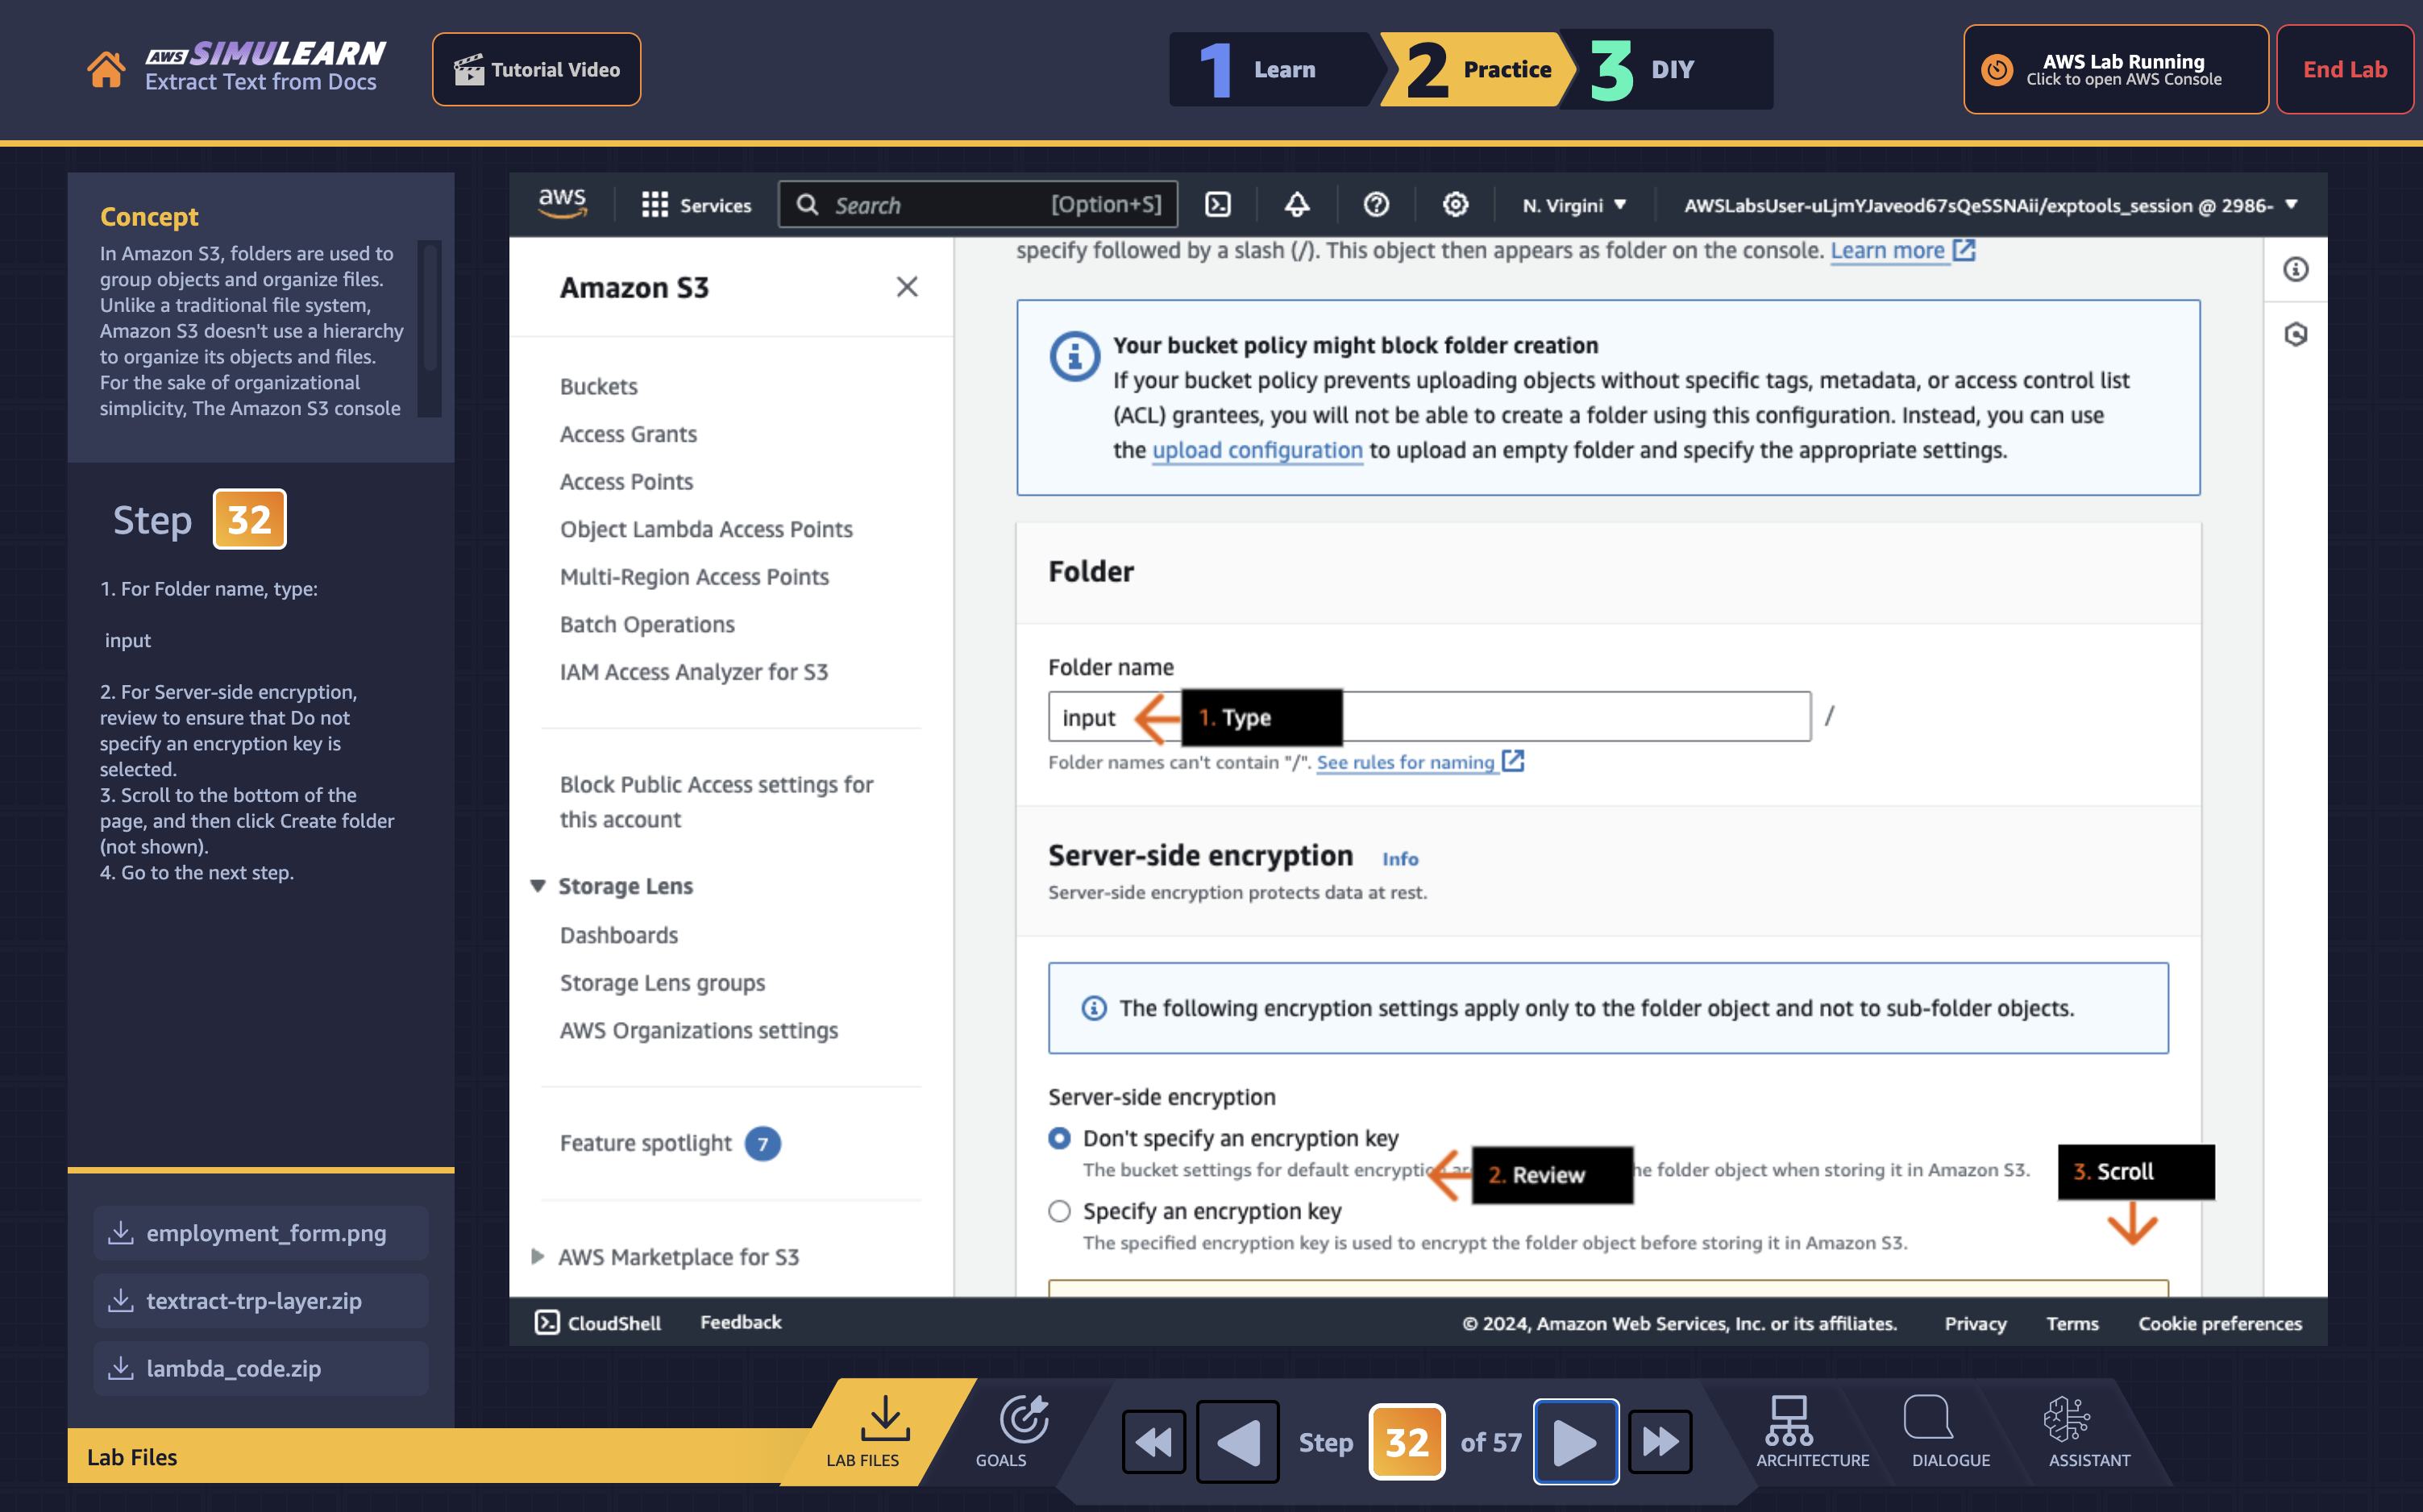 aws SIMULEARN
Extract Text from Docs
Tutorial Video
1 Learn
2 Practice
3 DIY
AWS Lab Running
Click to open AWS Console
End Lab
Concept
In Amazon S3, folders are used to
group objects and organize files.
Unlike a traditional file system,
Amazon S3 doesn't use a hierarchy
to organize its objects and files.
For the sake of organizational
simplicity, The Amazon S3 console
Step 32
1. For Folder name, type:
input
2. For Server-side encryption,
review to ensure that Do not
specify an encryption key is
selected.
3. Scroll to the bottom of the
page, and then click Create folder
(not shown).
4. Go to the next step.
employment_form.png
textract-trp-layer.zip
lambda_code.zip
Lab Files
aws
Services
Search [Option+S]
N. Virgini
AWSLabsUser-uLjmYJaveod67sQeSSNAii/exptools_session @ 2986-
Amazon S3
Buckets
Access Grants
Access Points
Object Lambda Access Points
Multi-Region Access Points
Batch Operations
IAM Access Analyzer for S3
Block Public Access settings for
this account
Storage Lens
Dashboards
Storage Lens groups
AWS Organizations settings
Feature spotlight 7
AWS Marketplace for S3
specify followed by a slash (/). This object then appears as folder on the console. Learn more
Your bucket policy might block folder creation
If your bucket policy prevents uploading objects without specific tags, metadata, or access control list
(ACL) grantees, you will not be able to create a folder using this configuration. Instead, you can use
the upload configuration to upload an empty folder and specify the appropriate settings.
Folder
Folder name
input
1. Type
/
Folder names can't contain "/". See rules for naming
Server-side encryption Info
Server-side encryption protects data at rest.
The following encryption settings apply only to the folder object and not to sub-folder objects.
Server-side encryption
Don't specify an encryption key
The bucket settings for default encryptio
2. Review
he folder object when storing it in Amazon S3.
3. Scroll
Specify an encryption key
The specified encryption key is used to encrypt the folder object before storing it in Amazon S3.
CloudShell
Feedback
© 2024, Amazon Web Services, Inc. or its affiliates.
Privacy
Terms
Cookie preferences
LAB FILES
GOALS
Step 32 of 57
ARCHITECTURE
DIALOGUE
ASSISTANT